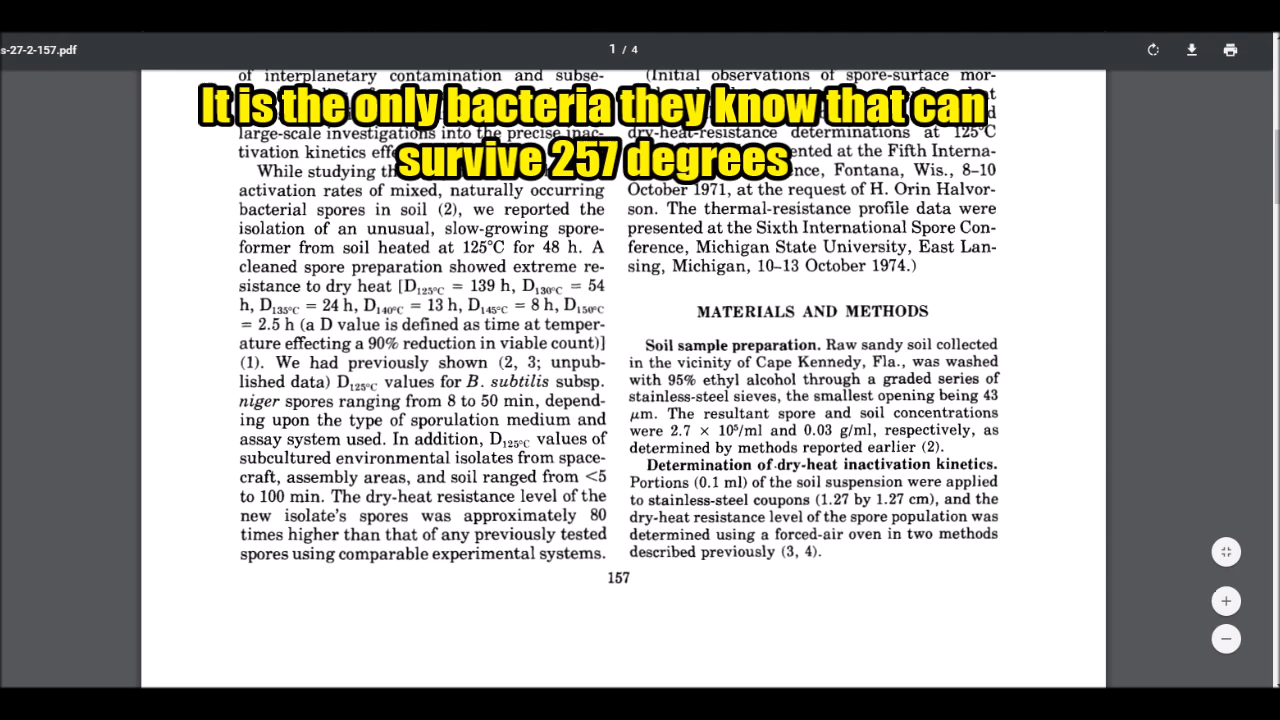 s-27-2-157.pdf
1 / 4
It is the only bacteria they know that can
survive 257 degrees
of interplanetary contamination and subse-
large-scale investigations into the precise inac-
tivation kinetics
While studying
activation rates of mixed, naturally occurring
bacterial spores in soil (2), we reported the
isolation of an unusual, slow-growing spore-
former from soil heated at 125°C for 48 h. A
cleaned spore preparation showed extreme re-
sistance to dry heat [D125°C = 139 h, D130°C = 54
h, D135°C = 24 h, D140°C = 13 h, D145°C = 8 h, D150°C
= 2.5 h (a D value is defined as time at temper-
ature effecting a 90% reduction in viable count)]
(1). We had previously shown (2, 3; unpub-
lished data) D125°C values for B. subtilis subsp.
niger spores ranging from 8 to 50 min, depend-
ing upon the type of sporulation medium and
assay system used. In addition, D125°C values of
subcultured environmental isolates from space-
craft, assembly areas, and soil ranged from <5
to 100 min. The dry-heat resistance level of the
new isolate's spores was approximately 80
times higher than that of any previously tested
spores using comparable experimental systems.
(Initial observations of spore-surface mor-
dry-heat-resistance determinations at 125°C
at the Fifth Interna-
Fontana, Wis., 8–10
October 1971, at the request of H. Orin Halvor-
son. The thermal-resistance profile data were
presented at the Sixth International Spore Con-
ference, Michigan State University, East Lan-
sing, Michigan, 10–13 October 1974.)
MATERIALS AND METHODS
Soil sample preparation. Raw sandy soil collected
in the vicinity of Cape Kennedy, Fla., was washed
with 95% ethyl alcohol through a graded series of
stainless-steel sieves, the smallest opening being 43
μm. The resultant spore and soil concentrations
were 2.7 × 10⁵/ml and 0.03 g/ml, respectively, as
determined by methods reported earlier (2).
Determination of dry-heat inactivation kinetics.
Portions (0.1 ml) of the soil suspension were applied
to stainless-steel coupons (1.27 by 1.27 cm), and the
dry-heat resistance level of the spore population was
determined using a forced-air oven in two methods
described previously (3, 4).
157